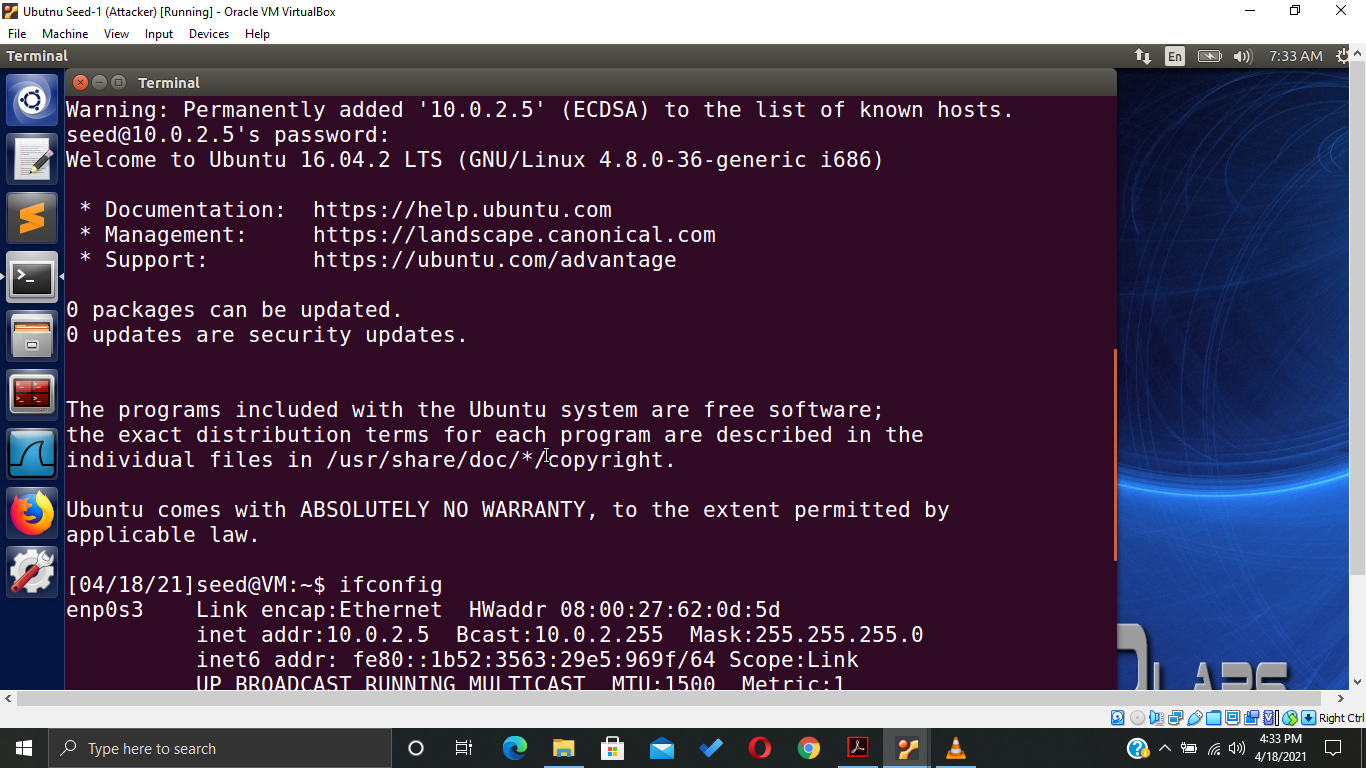 Ubutnu Seed-1 (Attacker) [Running] - Oracle VM VirtualBox
File Machine View Input Devices Help
Terminal En 7:33 AM
Terminal
Warning: Permanently added '10.0.2.5' (ECDSA) to the list of known hosts.
seed@10.0.2.5's password:
Welcome to Ubuntu 16.04.2 LTS (GNU/Linux 4.8.0-36-generic i686)
* Documentation: https://help.ubuntu.com
* Management: https://landscape.canonical.com
* Support: https://ubuntu.com/advantage
0 packages can be updated.
0 updates are security updates.
The programs included with the Ubuntu system are free software;
the exact distribution terms for each program are described in the
individual files in /usr/share/doc/*/copyright.
Ubuntu comes with ABSOLUTELY NO WARRANTY, to the extent permitted by
applicable law.
[04/18/21]seed@VM:~$ ifconfig
enp0s3 Link encap:Ethernet HWaddr 08:00:27:62:0d:5d
inet addr:10.0.2.5 Bcast:10.0.2.255 Mask:255.255.255.0
inet6 addr: fe80::1b52:3563:29e5:969f/64 Scope:Link
UP BROADCAST RUNNING MULTICAST MTU:1500 Metric:1
Right Ctrl
Type here to search
4:33 PM
4/18/2021